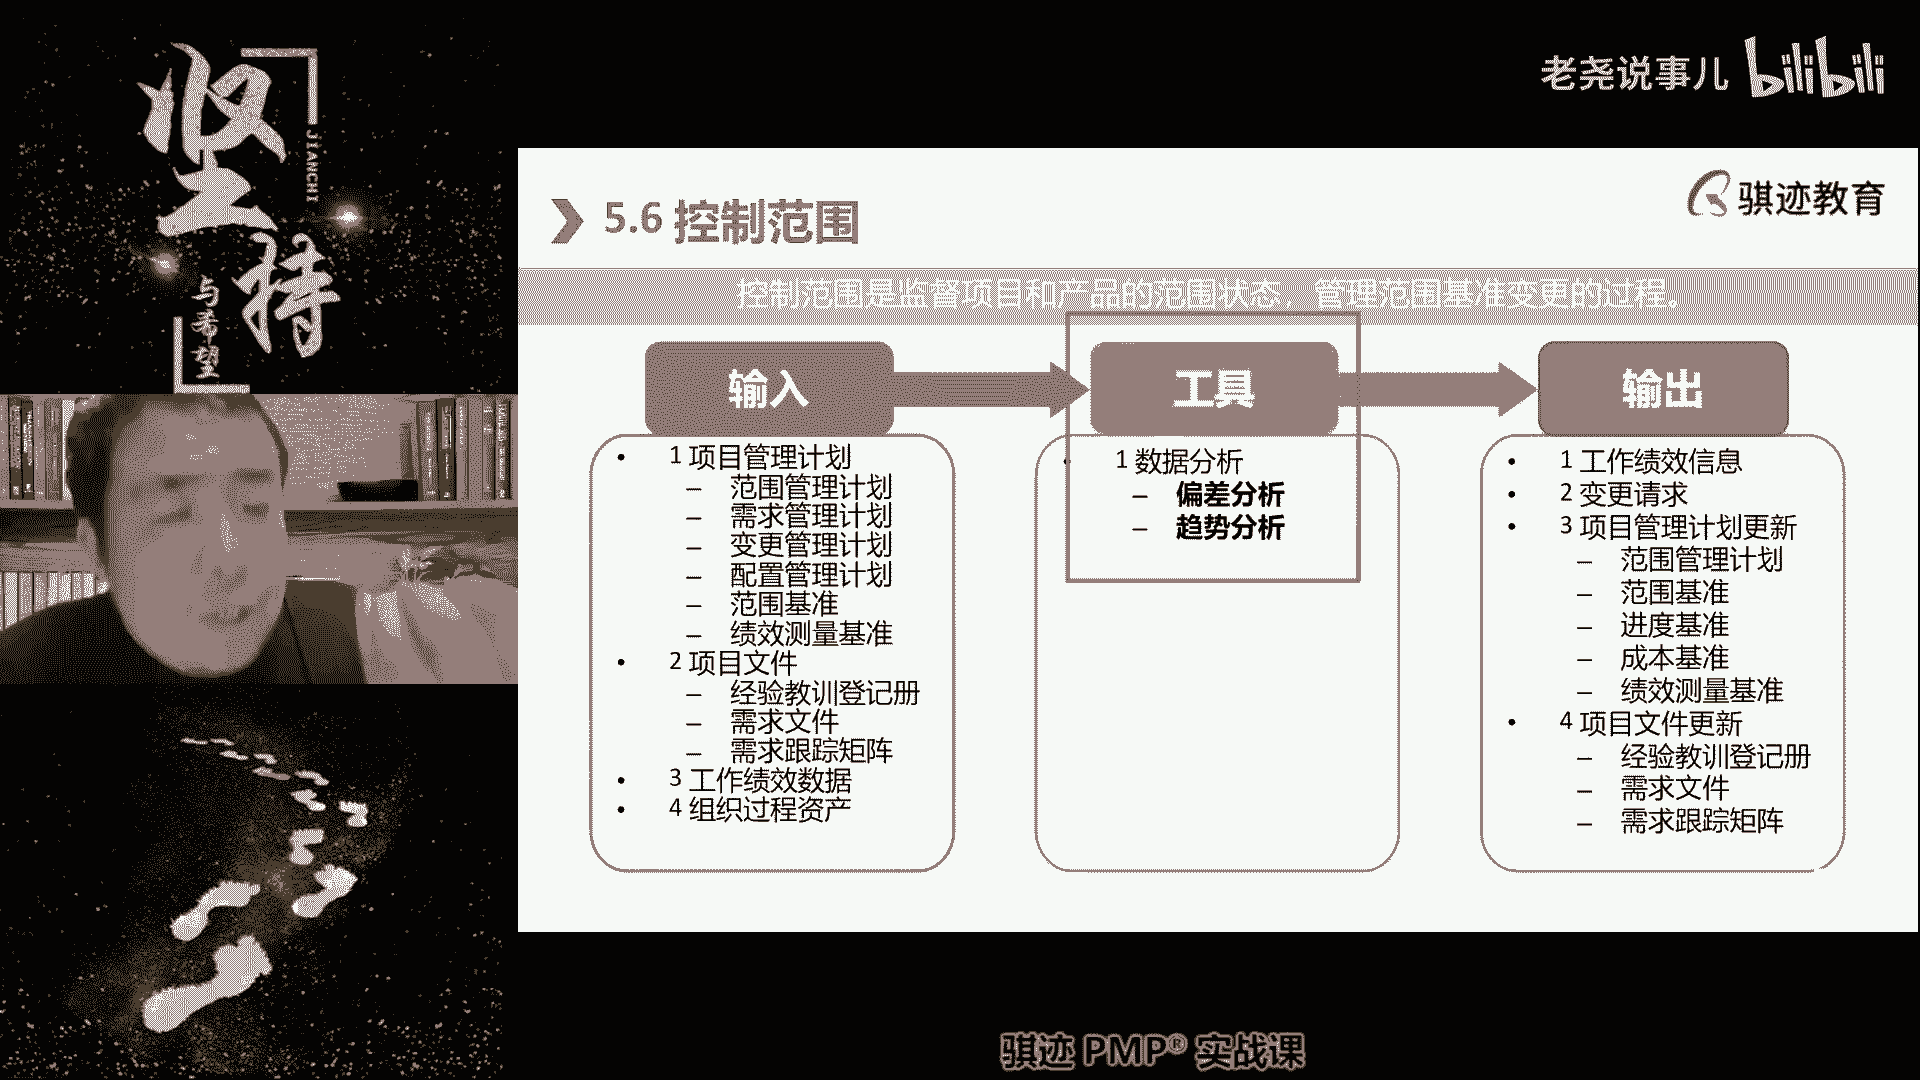 坚持
JIANCHI
与希望
老尧说事儿 bilibili
骐迹教育
5.6 控制范围
控制范围是监督项目和产品的范围状态，管理范围基准变更的过程。
输入
• 1 项目管理计划
– 范围管理计划
– 需求管理计划
– 变更管理计划
– 配置管理计划
– 范围基准
– 绩效测量基准
• 2 项目文件
– 经验教训登记册
– 需求文件
– 需求跟踪矩阵
• 3 工作绩效数据
• 4 组织过程资产
工具
• 1 数据分析
– 偏差分析
– 趋势分析
输出
• 1 工作绩效信息
• 2 变更请求
• 3 项目管理计划更新
– 范围管理计划
– 范围基准
– 进度基准
– 成本基准
– 绩效测量基准
• 4 项目文件更新
– 经验教训登记册
– 需求文件
– 需求跟踪矩阵
骐迹 PMP® 实战课